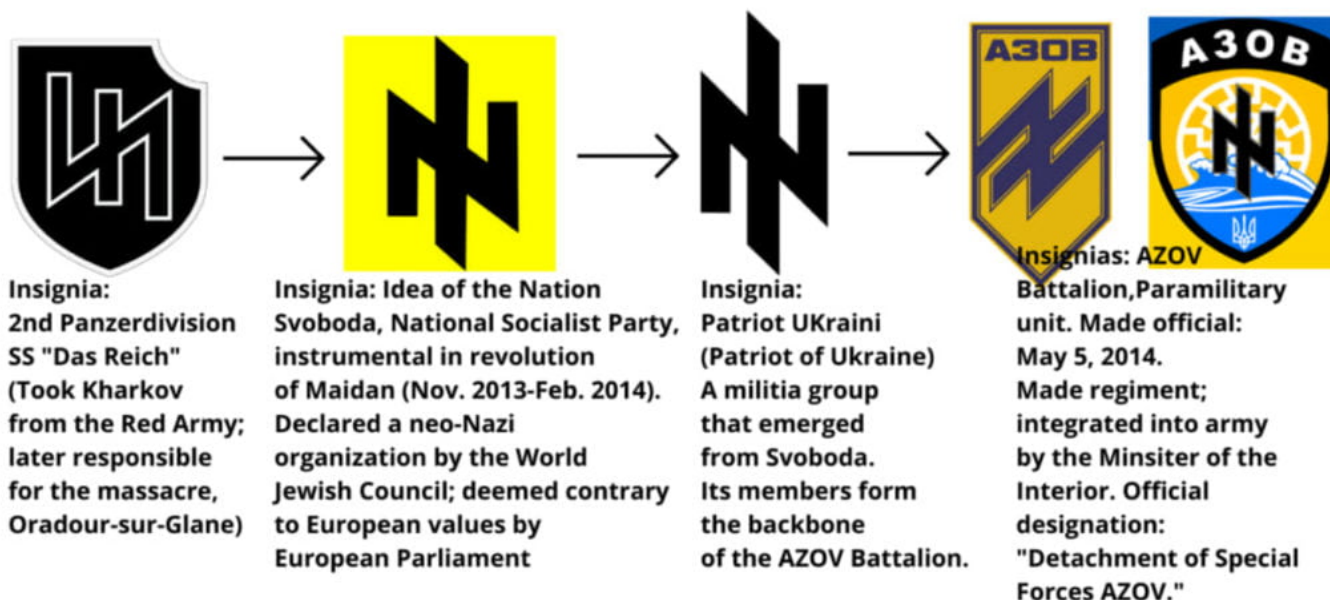 АЗОВ
АЗОВ
Insignia:
2nd Panzerdivision
SS "Das Reich"
(Took Kharkov
from the Red Army;
later responsible
for the massacre,
Oradour-sur-Glane)
Insignia: Idea of the Nation
Svoboda, National Socialist Party,
instrumental in revolution
of Maidan (Nov. 2013-Feb. 2014).
Declared a neo-Nazi
organization by the World
Jewish Council; deemed contrary
to European values by
European Parliament
Insignia:
Patriot UKraini
(Patriot of Ukraine)
A militia group
that emerged
from Svoboda.
Its members form
the backbone
of the AZOV Battalion.
Insignias: AZOV
Battalion,Paramilitary
unit. Made official:
May 5, 2014.
Made regiment;
integrated into army
by the Minsiter of the
Interior. Official
designation:
"Detachment of Special
Forces AZOV."